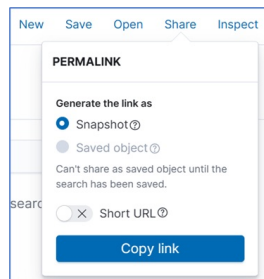 New Save Open Share Inspect
PERMALINK
Generate the link as
Snapshot
Saved object
Can't share as saved object until the
search has been saved.
searc
Short URL
Copy link